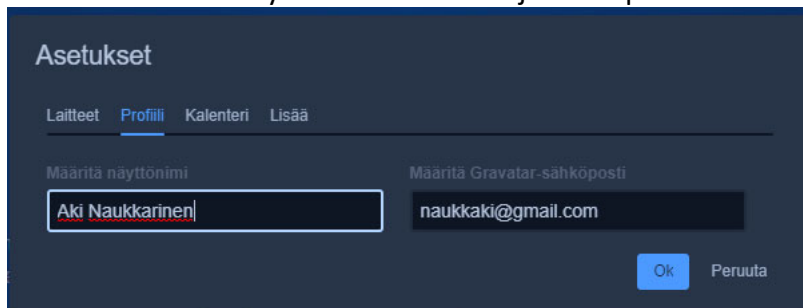 Asetukset
Laitteet Profiili Kalenteri Lisää
Määritä näyttönimi Määritä Gravatar-sähköposti
Aki Naukkarinen naukkaki@gmail.com
Ok Peruuta